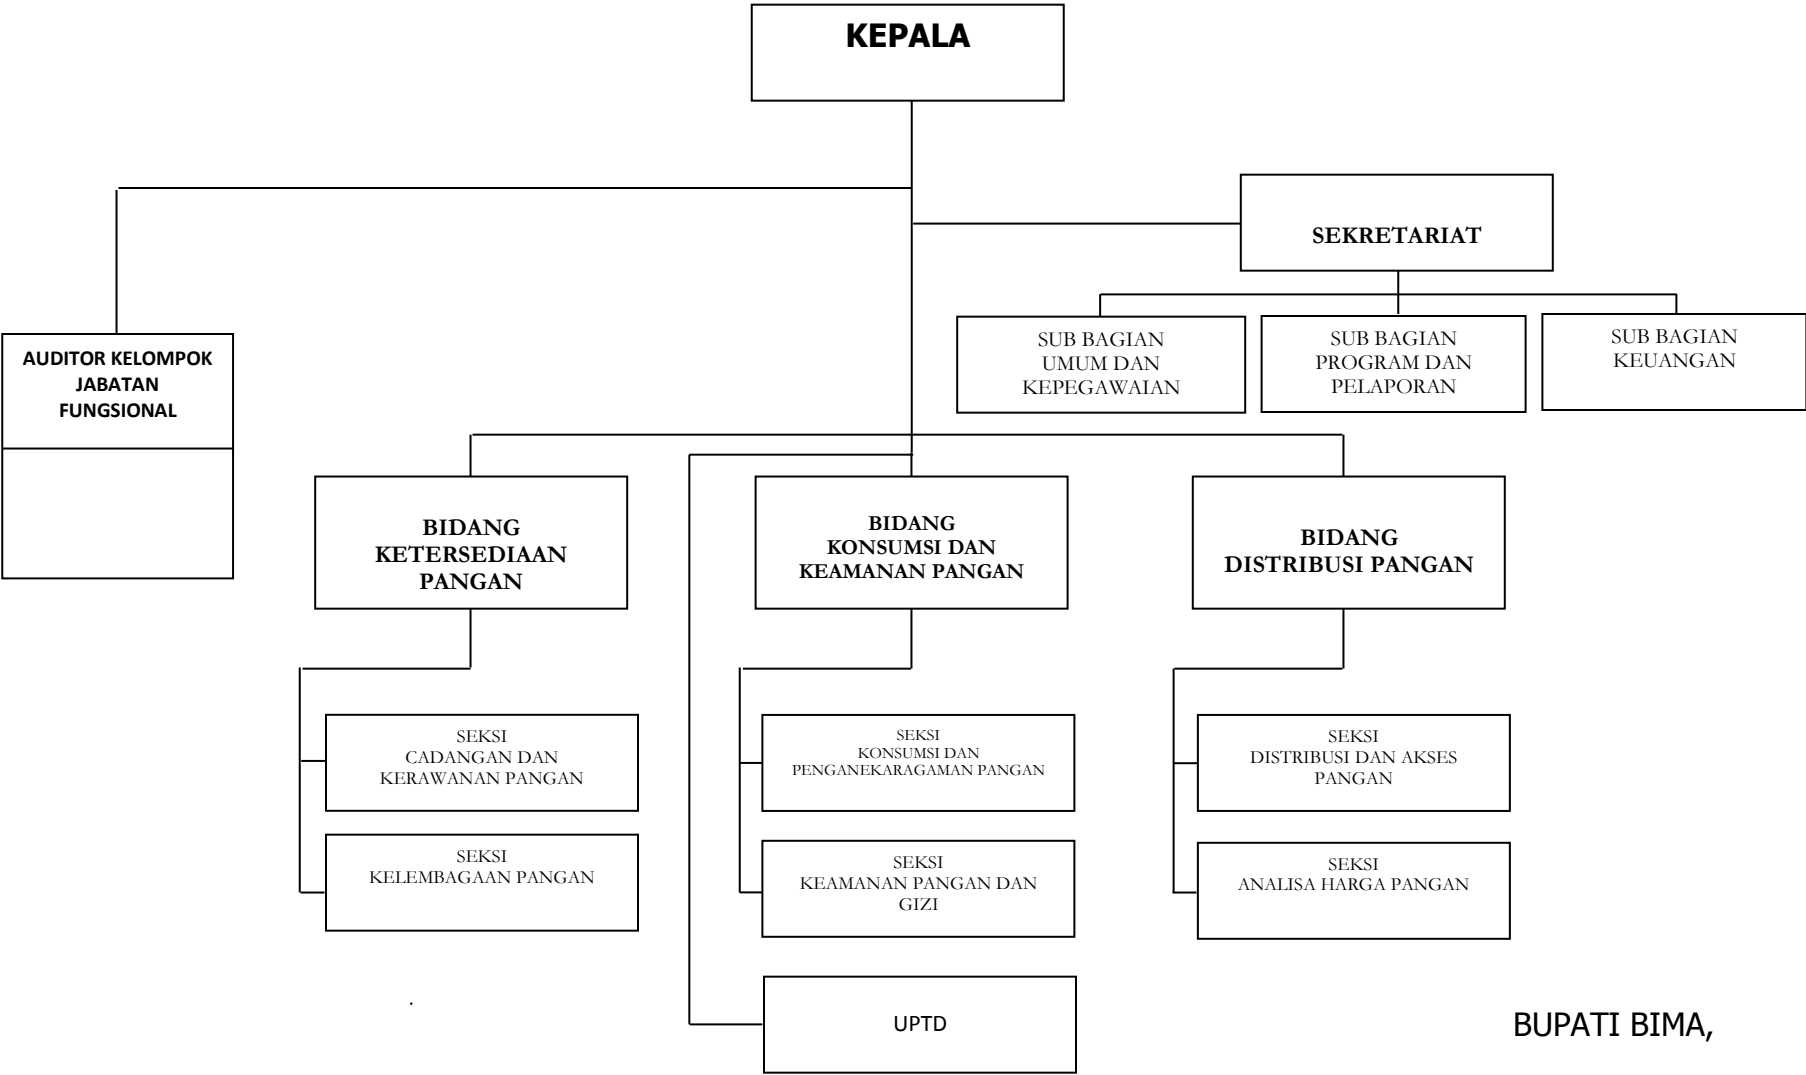 KEPALA
SEKRETARIAT
SUB BAGIAN
UMUM DAN
KEPEGAWAIAN
SUB BAGIAN
PROGRAM DAN
PELAPORAN
SUB BAGIAN
KEUANGAN
AUDITOR KELOMPOK
JABATAN
FUNGSIONAL
BIDANG
KETERSEDIAAN
PANGAN
BIDANG
KONSUMSI DAN
KEAMANAN PANGAN
BIDANG
DISTRIBUSI PANGAN
SEKSI
CADANGAN DAN
KERAWANAN PANGAN
SEKSI
KONSUMSI DAN
PENGANEKARAGAMAN PANGAN
SEKSI
DISTRIBUSI DAN AKSES
PANGAN
SEKSI
KELEMBAGAAN PANGAN
SEKSI
KEAMANAN PANGAN DAN
GIZI
SEKSI
ANALISA HARGA PANGAN
.
UPTD
BUPATI BIMA,